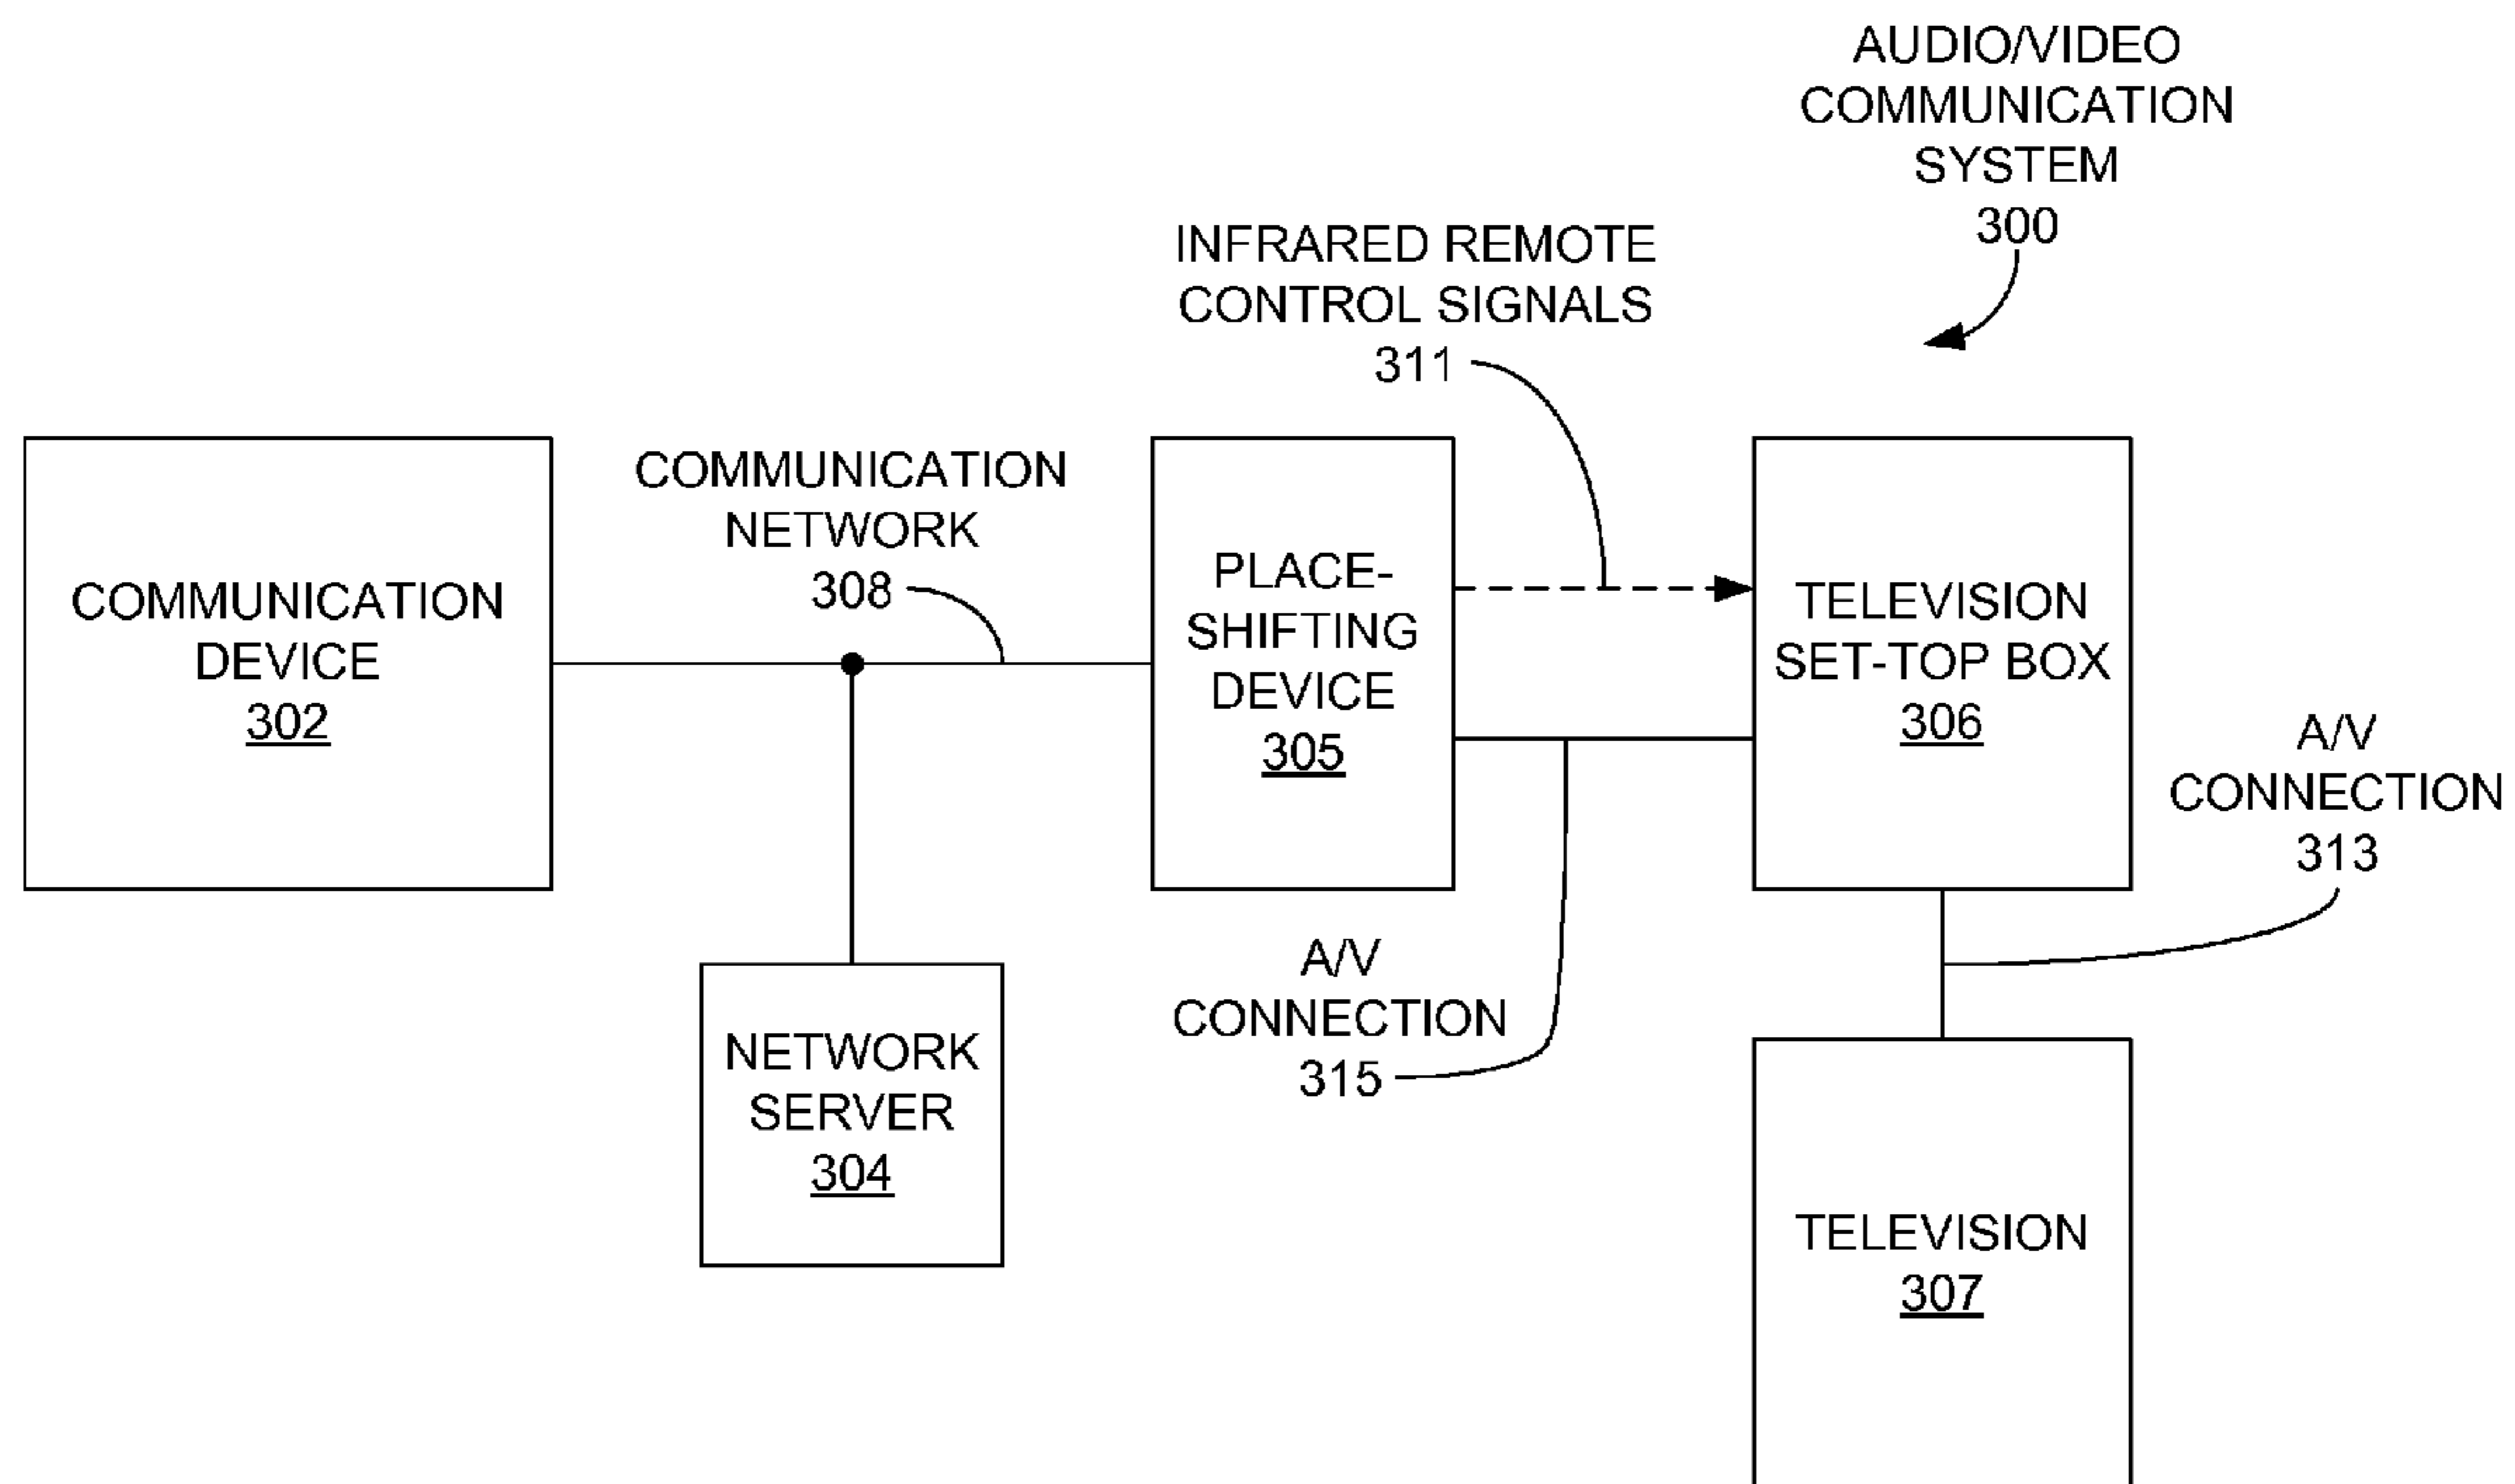 AUDIO/VIDEO
COMMUNICATION
SYSTEM
300
INFRARED REMOTE
CONTROL SIGNALS
311
COMMUNICATION
NETWORK
308
COMMUNICATION
DEVICE
302
PLACE-
SHIFTING
DEVICE
305
TELEVISION
SET-TOP BOX
306
A/V
CONNECTION
313
A/V
CONNECTION
315
NETWORK
SERVER
304
TELEVISION
307